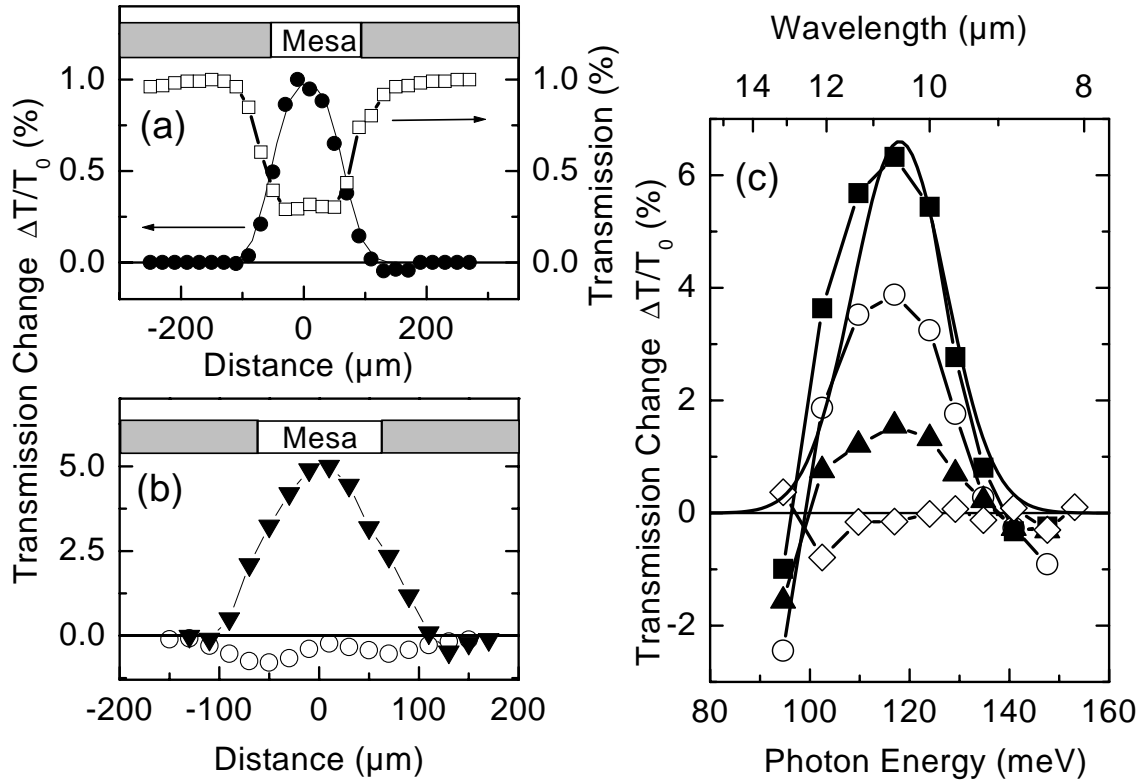 Mesa
1.0
0.5
0.0
1.0
0.5
0.0
(a)
-200 0 200
Distance (µm)
Transmission (%)
Transmission Change ΔT/T0 (%)
Mesa
5.0
2.5
0.0
(b)
-200 -100 0 100 200
Distance (µm)
Wavelength (µm)
14 12 10 8
(c)
6
4
2
0
-2
Transmission Change ΔT/T0 (%)
80 100 120 140 160
Photon Energy (meV)